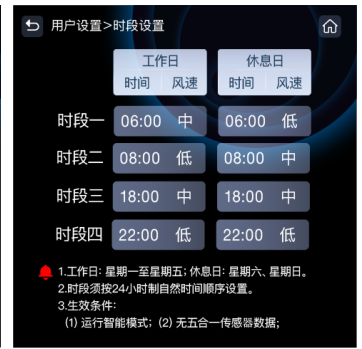 用户设置>时段设置
工作日 休息日
时间 风速 时间 风速
时段一 06:00 中 06:00 低
时段二 08:00 低 08:00 中
时段三 18:00 中 18:00 中
时段四 22:00 低 22:00 低
1.工作日: 星期一至星期五; 休息日: 星期六、星期日。
2.时段须按24小时制自然时间顺序设置。
3.生效条件:
(1) 运行智能模式; (2) 无五合一传感器数据;